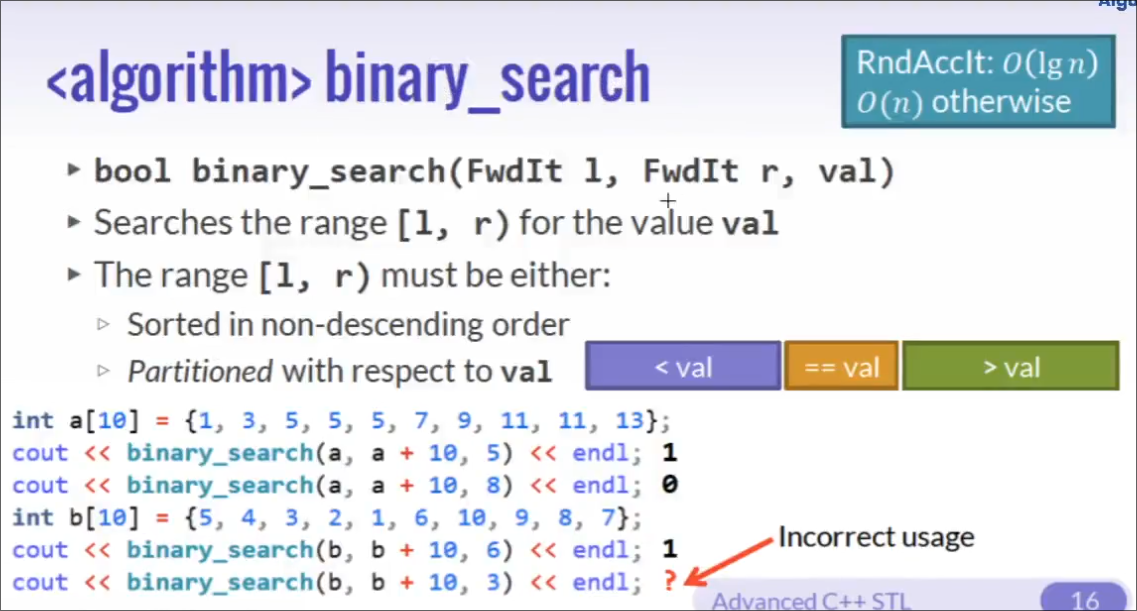 <algorithm> binary_search
RndAccIt: O(lg n)
O(n) otherwise
▸ bool binary_search(FwdIt l, FwdIt r, val)
▸ Searches the range [l, r) for the value val
▸ The range [l, r) must be either:
▹ Sorted in non-descending order
▹ Partitioned with respect to val
< val == val > val
int a[10] = {1, 3, 5, 5, 5, 7, 9, 11, 11, 13};
cout << binary_search(a, a + 10, 5) << endl; 1
cout << binary_search(a, a + 10, 8) << endl; 0
int b[10] = {5, 4, 3, 2, 1, 6, 10, 9, 8, 7};
cout << binary_search(b, b + 10, 6) << endl; 1
Incorrect usage
cout << binary_search(b, b + 10, 3) << endl; ?
Advanced C++ STL 16